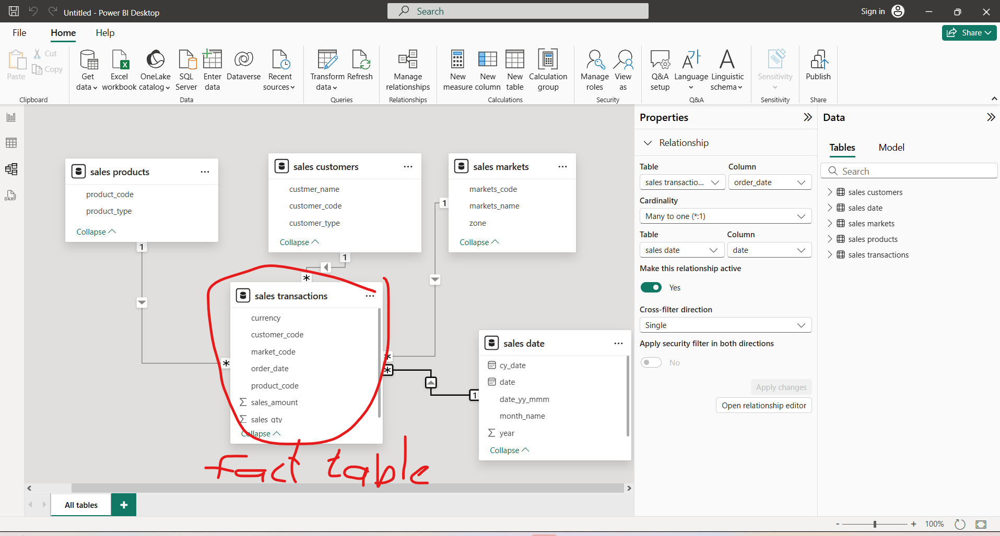 Untitled - Power BI Desktop
Search
Sign in
File
Home
Help
Share
Paste
Cut
Copy
Clipboard
Get data
Excel workbook
OneLake catalog
SQL Server
Enter data
Dataverse
Recent sources
Data
Transform data
Refresh
Queries
Manage relationships
Relationships
New measure
New column
New table
Calculation group
Calculations
Manage roles
View as
Security
Q&A setup
Language
Linguistic schema
Q&A
Sensitivity
Sensitivity
Publish
Share
DAX
sales products
product_code
product_type
Collapse
1
sales customers
custmer_name
customer_code
customer_type
Collapse
1
*
sales markets
markets_code
markets_name
zone
Collapse
1
*
sales transactions
currency
customer_code
market_code
order_date
product_code
sales_amount
sales_qty
Collapse
*
*
1
sales date
cy_date
date
date_yy_mmm
month_name
year
Collapse
Fact table
All tables
+
Properties
Relationship
Table
Column
sales transactio...
order_date
Cardinality
Many to one (*:1)
Table
Column
sales date
date
Make this relationship active
Yes
Cross-filter direction
Single
Apply security filter in both directions
No
Apply changes
Open relationship editor
Data
Tables
Model
Search
sales customers
sales date
sales markets
sales products
sales transactions
- + 100%